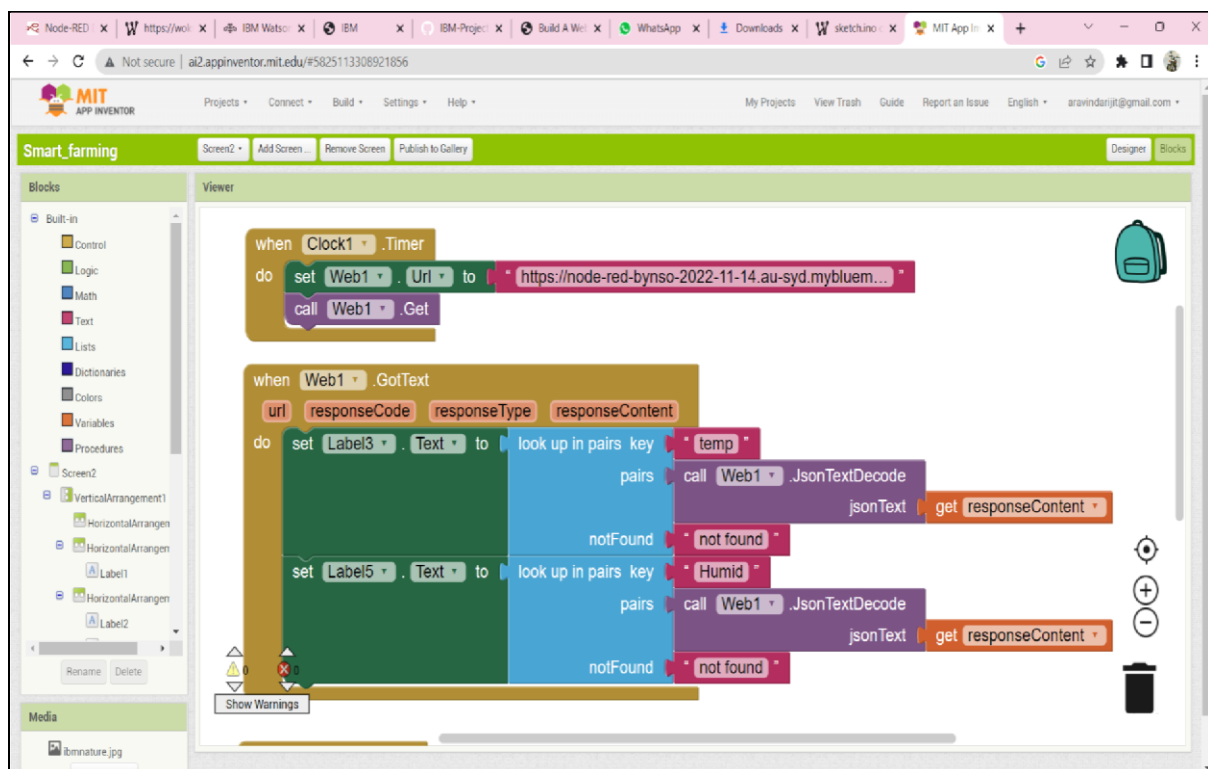 Node-RED
https://wok
IBM Watson
IBM
IBM-Project
Build A We
WhatsApp
Downloads
sketch.ino
MIT App In
Not secure | ai2.appinventor.mit.edu/#5825113308921856
MIT
APP INVENTOR
Projects Connect Build Settings Help My Projects View Trash Guide Report an Issue English aravindarijit@gmail.com
Smart_farming Screen2 Add Screen ... Remove Screen Publish to Gallery Designer Blocks
Blocks
Viewer
Built-in
Control
Logic
Math
Text
Lists
Dictionaries
Colors
Variables
Procedures
Screen2
VerticalArrangement1
HorizontalArrangen
HorizontalArrangen
Label1
HorizontalArrangen
Label2
Rename Delete
Media
ibmnature.jpg
when Clock1 .Timer
do set Web1 . Url to " https://node-red-bynso-2022-11-14.au-syd.mybluem... "
call Web1 .Get
when Web1 .GotText
url responseCode responseType responseContent
do set Label3 . Text to look up in pairs key " temp "
pairs call Web1 .JsonTextDecode
jsonText get responseContent
notFound " not found "
set Label5 . Text to look up in pairs key " Humid "
pairs call Web1 .JsonTextDecode
jsonText get responseContent
notFound " not found "
0 0
Show Warnings